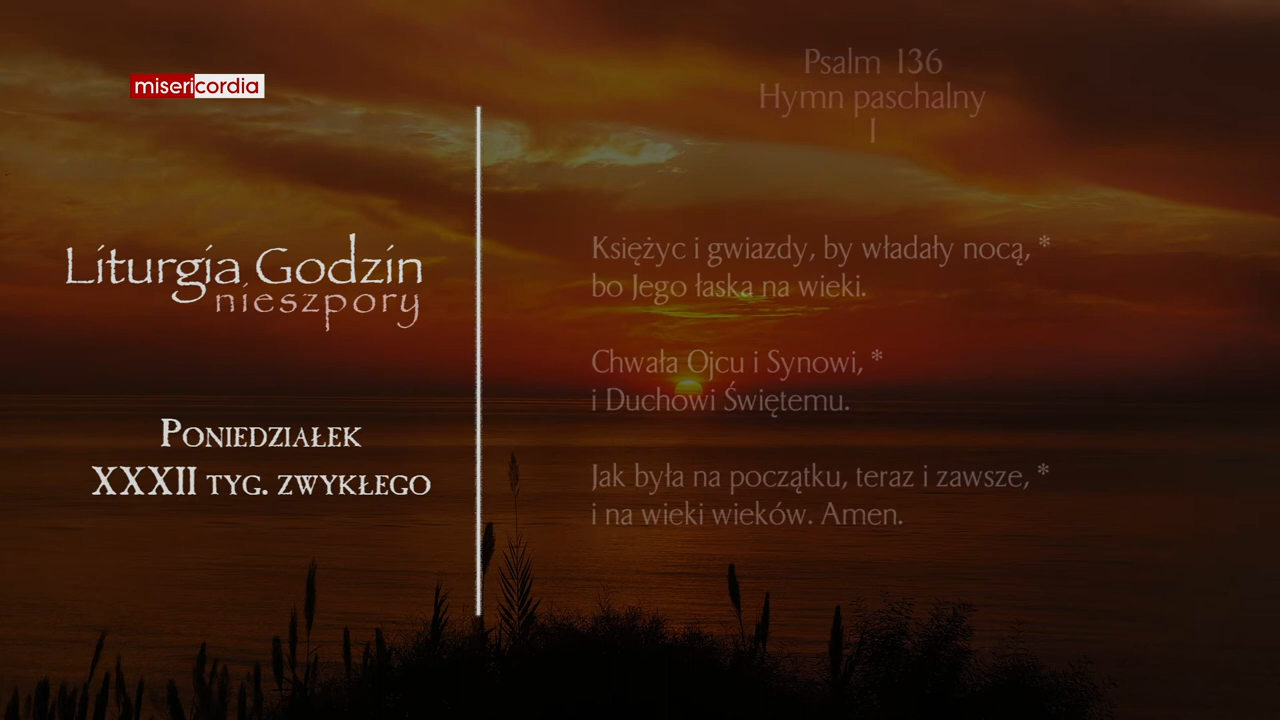 misericordia
Liturgia Godzin
nieszpory
Poniedziałek
XXXII tyg. zwykłego
Psalm 136
Hymn paschalny
I
Księżyc i gwiazdy, by władały nocą, *
bo Jego łaska na wieki.
Chwała Ojcu i Synowi, *
i Duchowi Świętemu.
Jak była na początku, teraz i zawsze, *
i na wieki wieków. Amen.